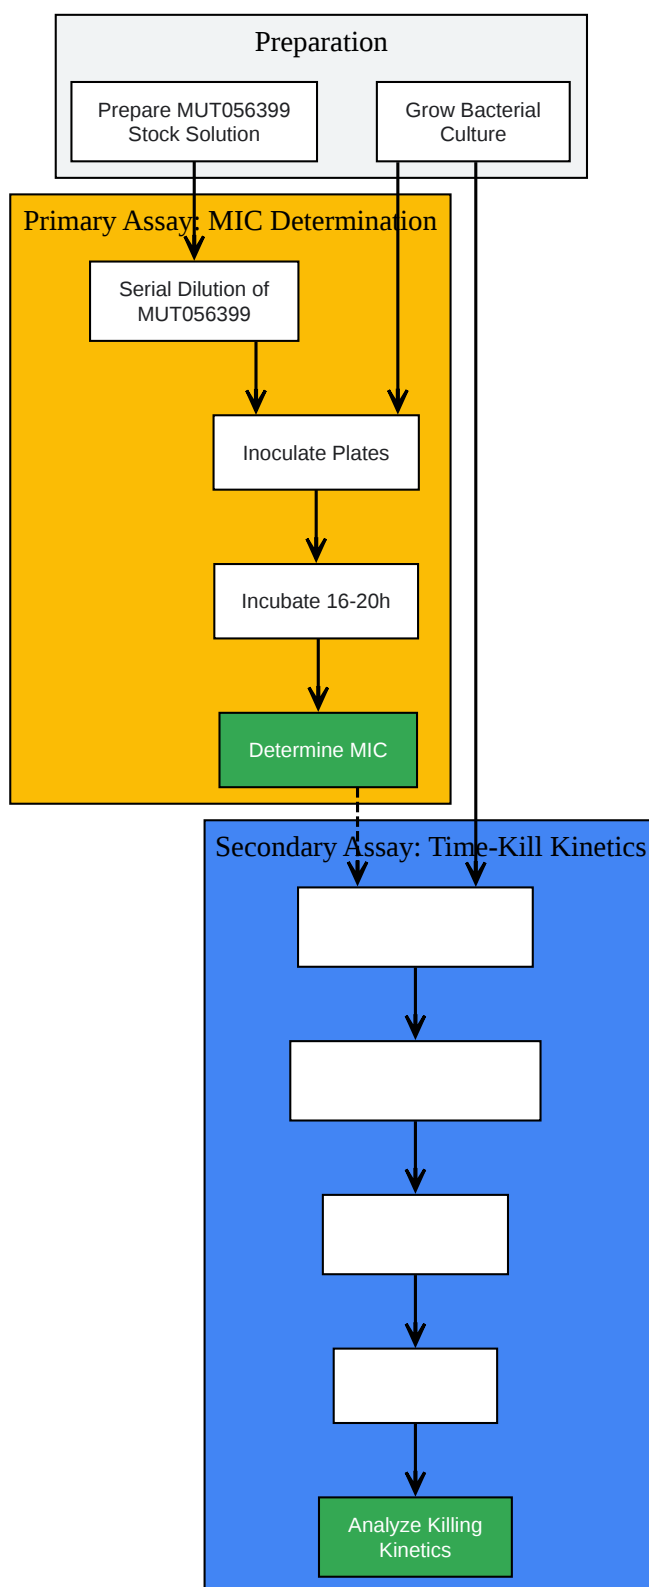 Preparation
Prepare MUT056399
Stock Solution
Grow Bacterial
Culture
Primary Assay: MIC Determination
Serial Dilution of
MUT056399
Inoculate Plates
Incubate 16-20h
Determine MIC
Secondary Assay: Time-Kill Kinetics
Analyze Killing
Kinetics